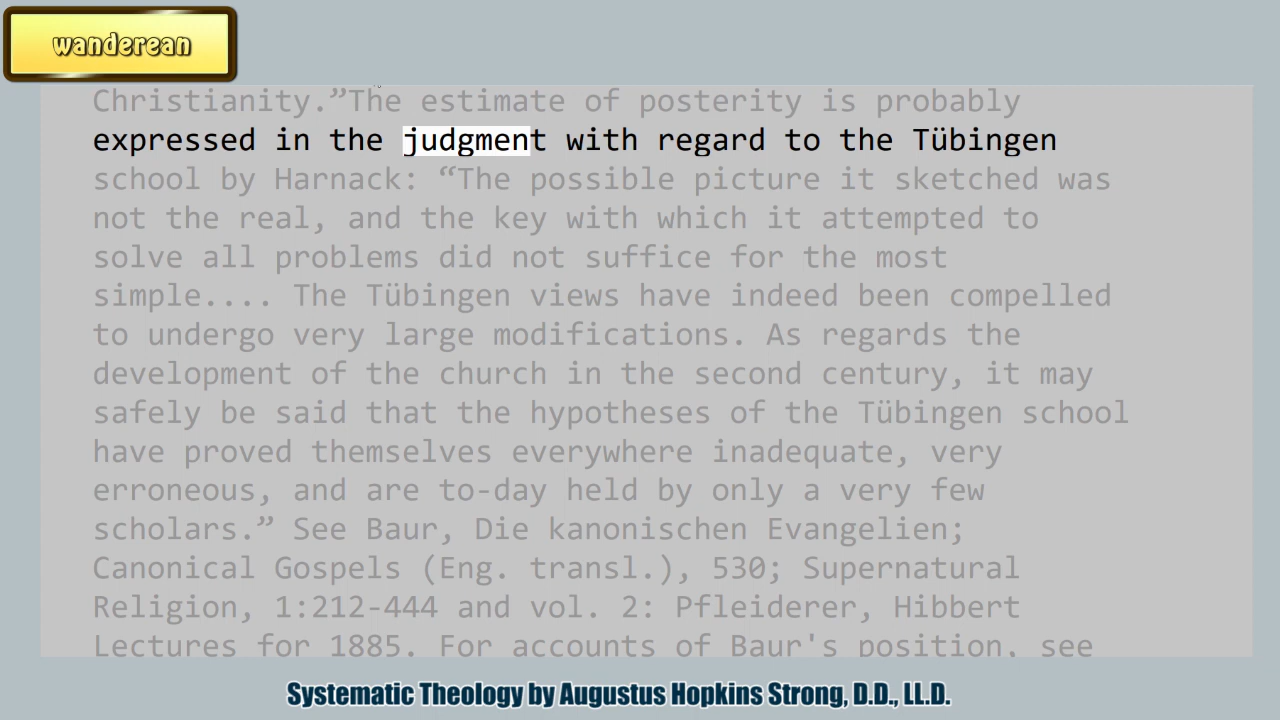 wanderean
Christianity.”The estimate of posterity is probably
expressed in the judgment with regard to the Tübingen
school by Harnack: “The possible picture it sketched was
not the real, and the key with which it attempted to
solve all problems did not suffice for the most
simple.... The Tübingen views have indeed been compelled
to undergo very large modifications. As regards the
development of the church in the second century, it may
safely be said that the hypotheses of the Tübingen school
have proved themselves everywhere inadequate, very
erroneous, and are to-day held by only a very few
scholars.” See Baur, Die kanonischen Evangelien;
Canonical Gospels (Eng. transl.), 530; Supernatural
Religion, 1:212-444 and vol. 2: Pfleiderer, Hibbert
Lectures for 1885. For accounts of Baur's position, see
Systematic Theology by Augustus Hopkins Strong, D.D., LL.D.